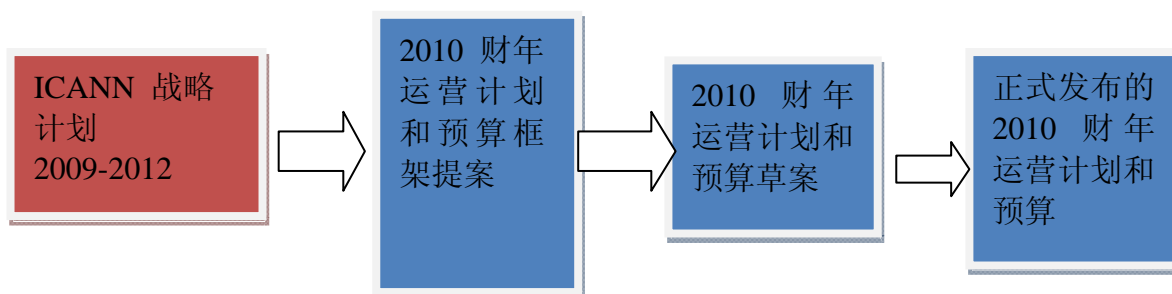 ICANN 战略
计划
2009-2012
2010 财年
运营计划
和预算框
架提案
2010 财年
运营计划和
预算草案
正式发布的
2010 财年
运营计划和
预算